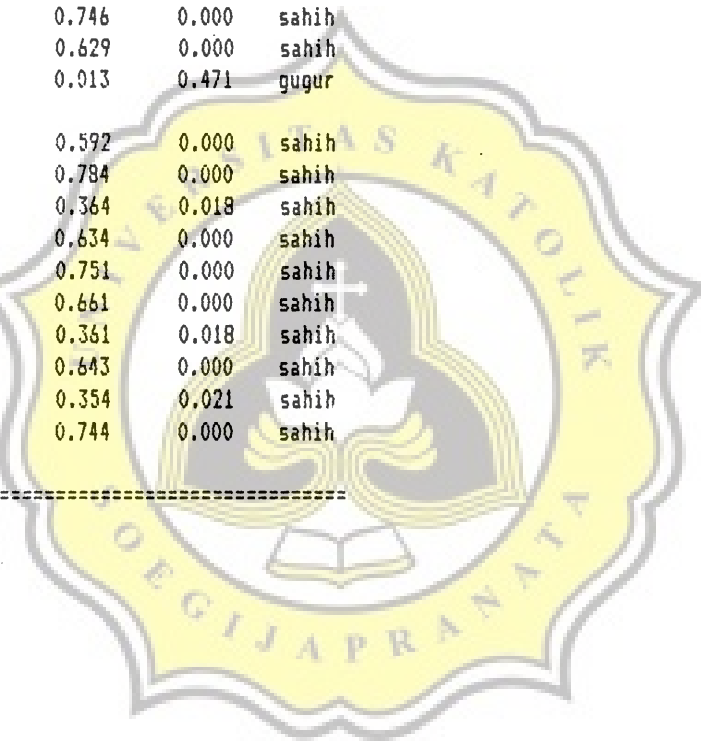 0.746 0.000 sahih
0.629 0.000 sahih
0.013 0.471 gugur
0.592 0.000 sahih
0.784 0.000 sahih
0.364 0.018 sahih
0.634 0.000 sahih
0.751 0.000 sahih
0.661 0.000 sahih
0.361 0.018 sahih
0.643 0.000 sahih
0.354 0.021 sahih
0.744 0.000 sahih
==============================
UNIVERSITAS KATOLIK
SOEGIJAPRANATA